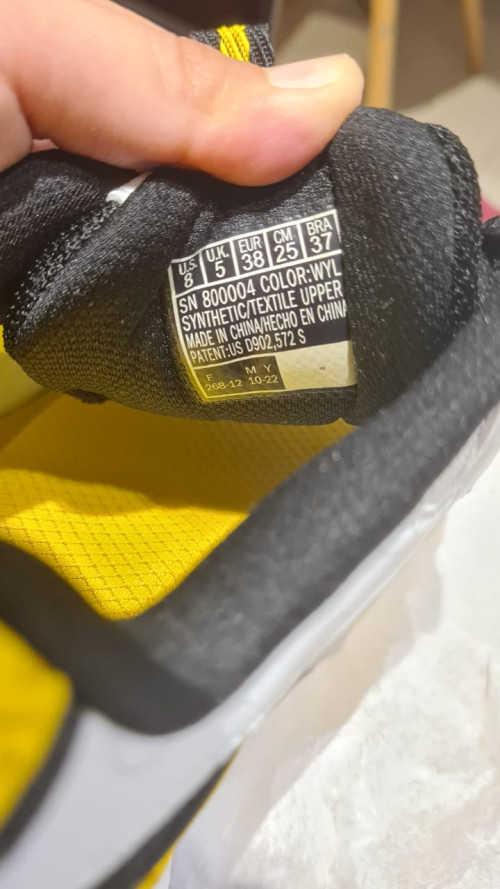 U.S. U.K. EUR CM BRA
8 5 38 25 37
SN 800004 COLOR:WYL
SYNTHETIC/TEXTILE UPPER
MADE IN CHINA/HECHO EN CHINA
PATENT:US D902,572 S
F M Y
268-12 10-22